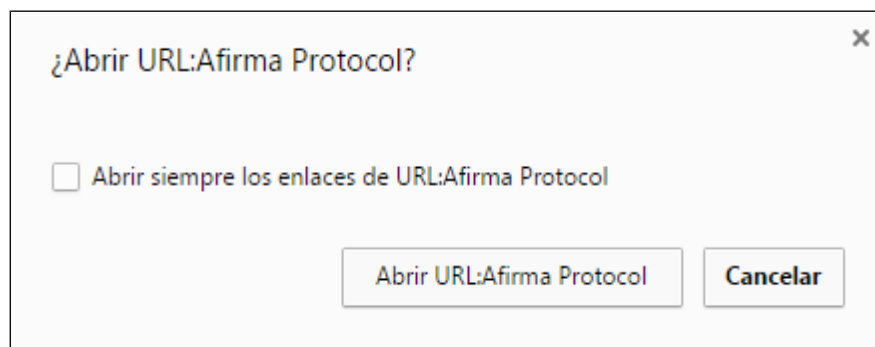 ¿Abrir URL:Afirma Protocol?
Abrir siempre los enlaces de URL:Afirma Protocol
Abrir URL:Afirma Protocol
Cancelar